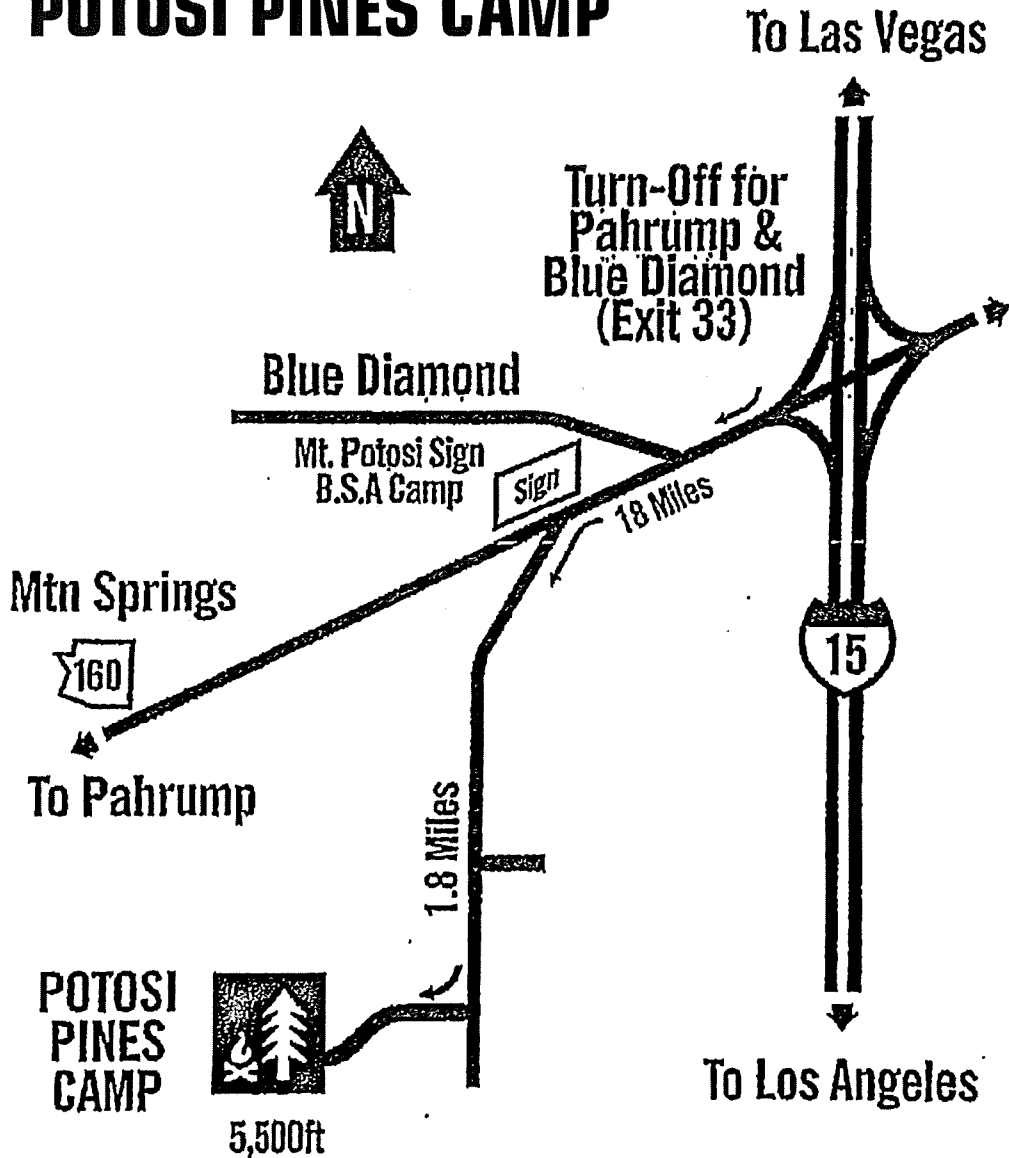 POTOSI PINES CAMP
To Las Vegas
N
Turn-Off for
Pahrump &
Blue Diamond
(Exit 33)
Blue Diamond
Mt. Potosi Sign
B.S.A Camp
Sign
18 Miles
Mtn Springs
160
15
To Pahrump
1.8 Miles
POTOSI
PINES
CAMP
5,500ft
To Los Angeles